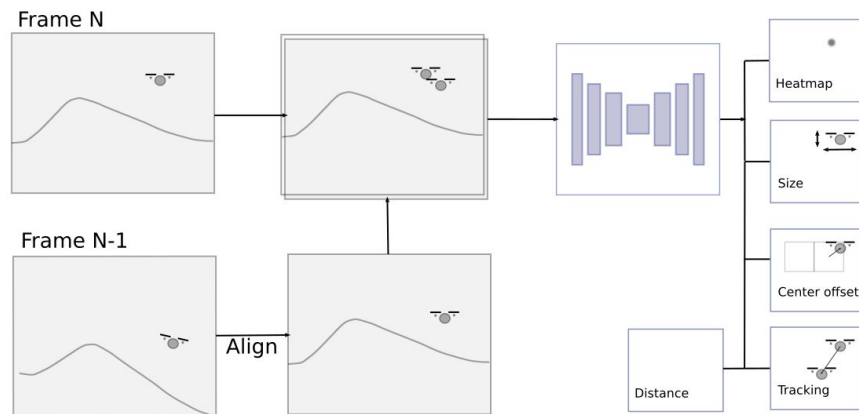 Frame N
Heatmap
Size
Frame N-1
Center offset
Align
Distance
Tracking